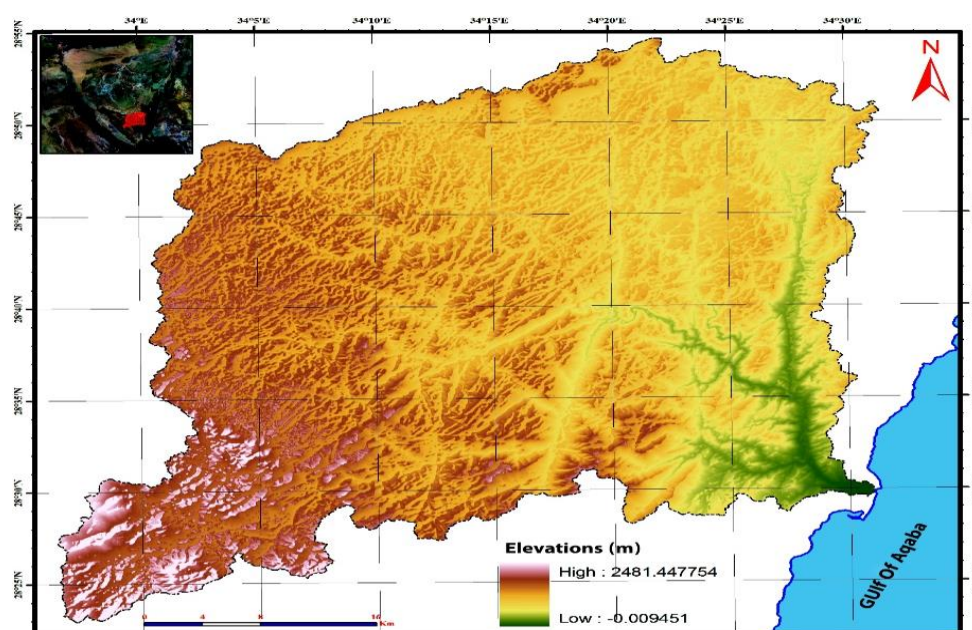 34°5'E 34°10'E 34°15'E 34°20'E 34°25'E 34°30'E
28°55'N
N
28°50'N
28°45'N
28°40'N
28°35'N
28°30'N
28°25'N
Elevations (m)
High : 2481.447754
Low : -0.009451
GUlf Of Aqaba
0 4 8 16
Km